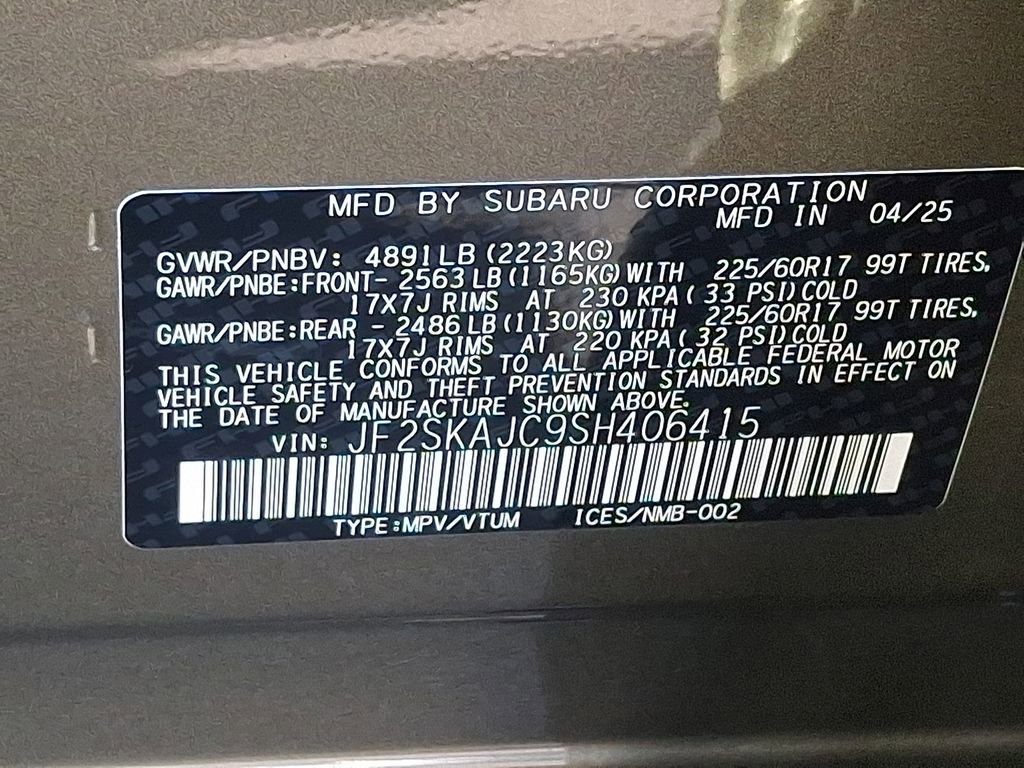 MFD BY SUBARU CORPORATION
MFD IN 04/25
GVWR/PNBV: 4891LB(2223KG)
GAWR/PNBE:FRONT- 2563LB(1165KG)WITH 225/60R17 99T TIRES,
17X7J RIMS AT 230 KPA( 33 PSI)COLD
GAWR/PNBE:REAR - 2486LB(1130KG)WITH 225/60R17 99T TIRES,
17X7J RIMS AT 220 KPA( 32 PSI)COLD
THIS VEHICLE CONFORMS TO ALL APPLICABLE FEDERAL MOTOR
VEHICLE SAFETY AND THEFT PREVENTION STANDARDS IN EFFECT ON
THE DATE OF MANUFACTURE SHOWN ABOVE.
VIN: JF2SKAJC9SH406415
TYPE:MPV/VTUM ICES/NMB-002